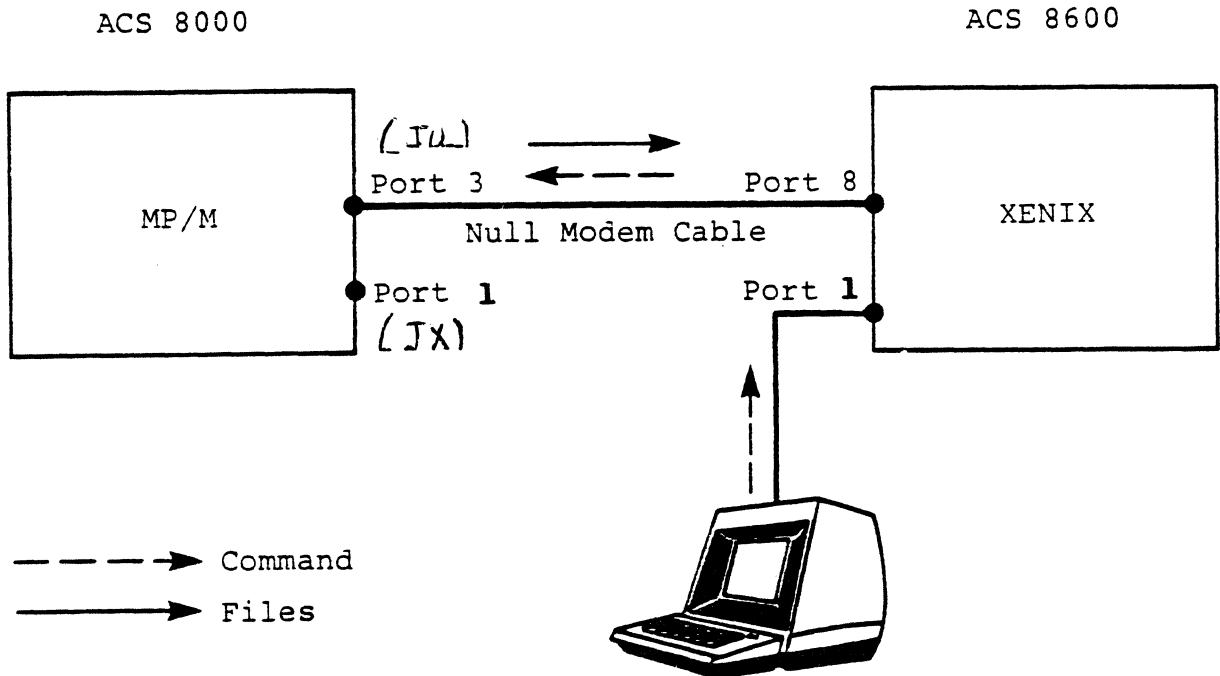 ACS 8000
ACS 8600
(JU)
Port 3
Port 8
MP/M
XENIX
Null Modem Cable
Port 1
Port 1
(JX)
Command
Files